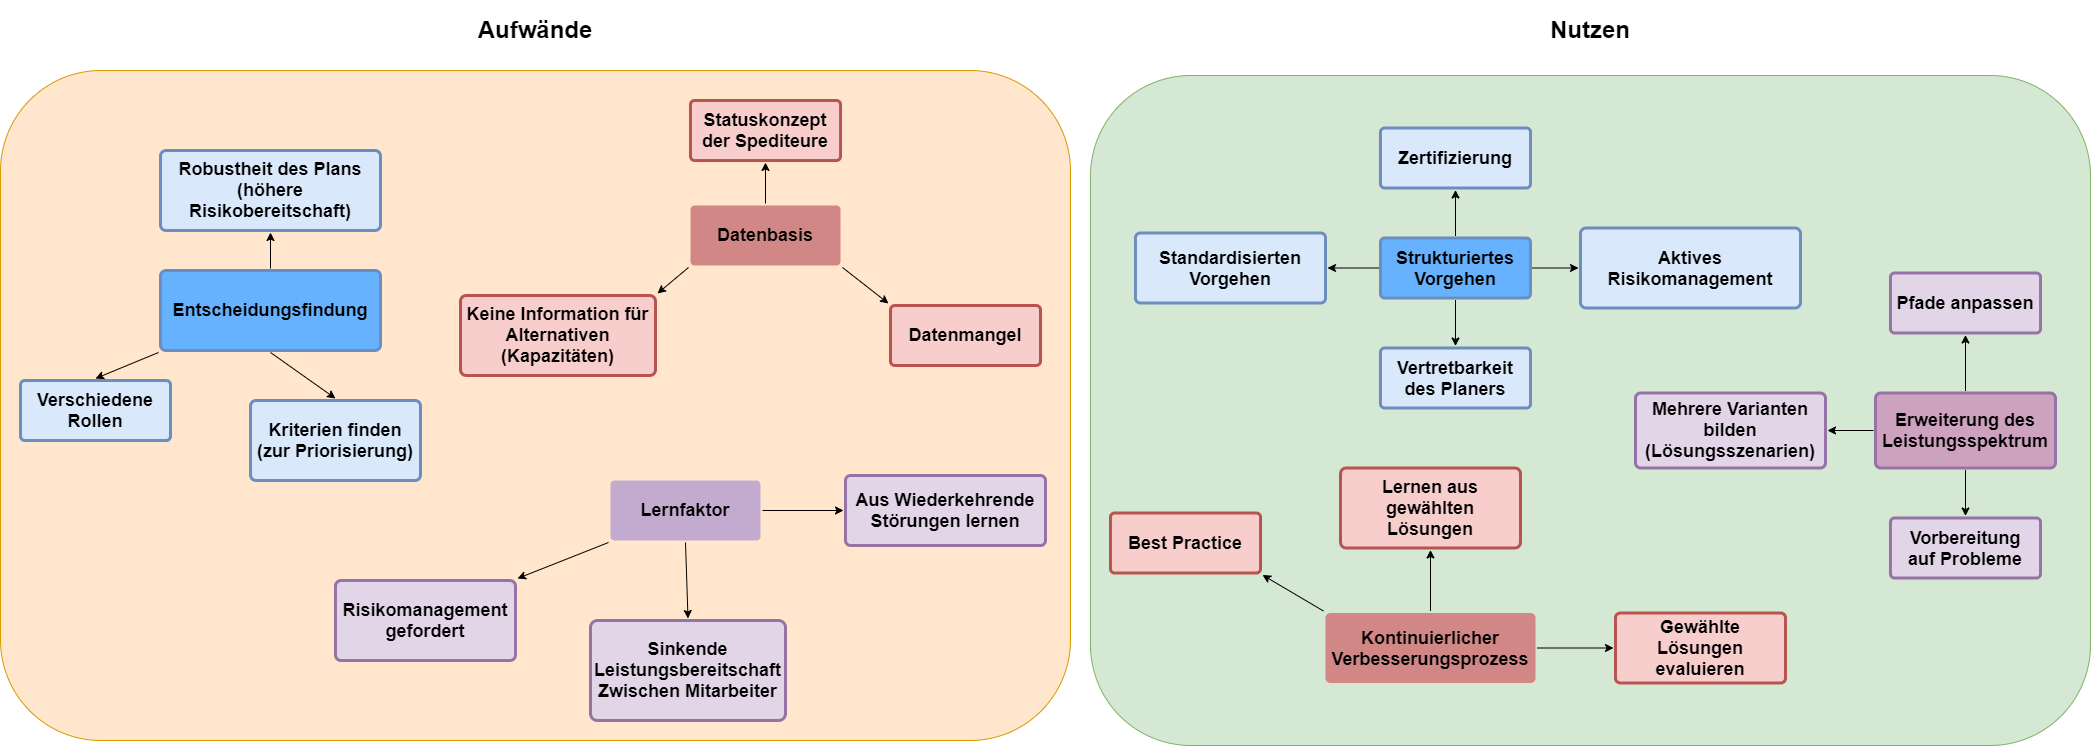 Aufwände
Robustheit des Plans
(höhere
Risikobereitschaft)
Entscheidungsfindung
Verschiedene
Rollen
Kriterien finden
(zur Priorisierung)
Statuskonzept
der Spediteure
Datenbasis
Keine Information für
Alternativen
(Kapazitäten)
Datenmangel
Lernfaktor
Aus Wiederkehrende
Störungen lernen
Risikomanagement
gefordert
Sinkende
Leistungsbereitschaft
Zwischen Mitarbeiter
Nutzen
Zertifizierung
Standardisierten
Vorgehen
Strukturiertes
Vorgehen
Aktives
Risikomanagement
Vertretbarkeit
des Planers
Pfade anpassen
Mehrere Varianten
bilden
(Lösungsszenarien)
Erweiterung des
Leistungsspektrum
Vorbereitung
auf Probleme
Lernen aus
gewählten
Lösungen
Best Practice
Kontinuierlicher
Verbesserungsprozess
Gewählte
Lösungen
evaluieren